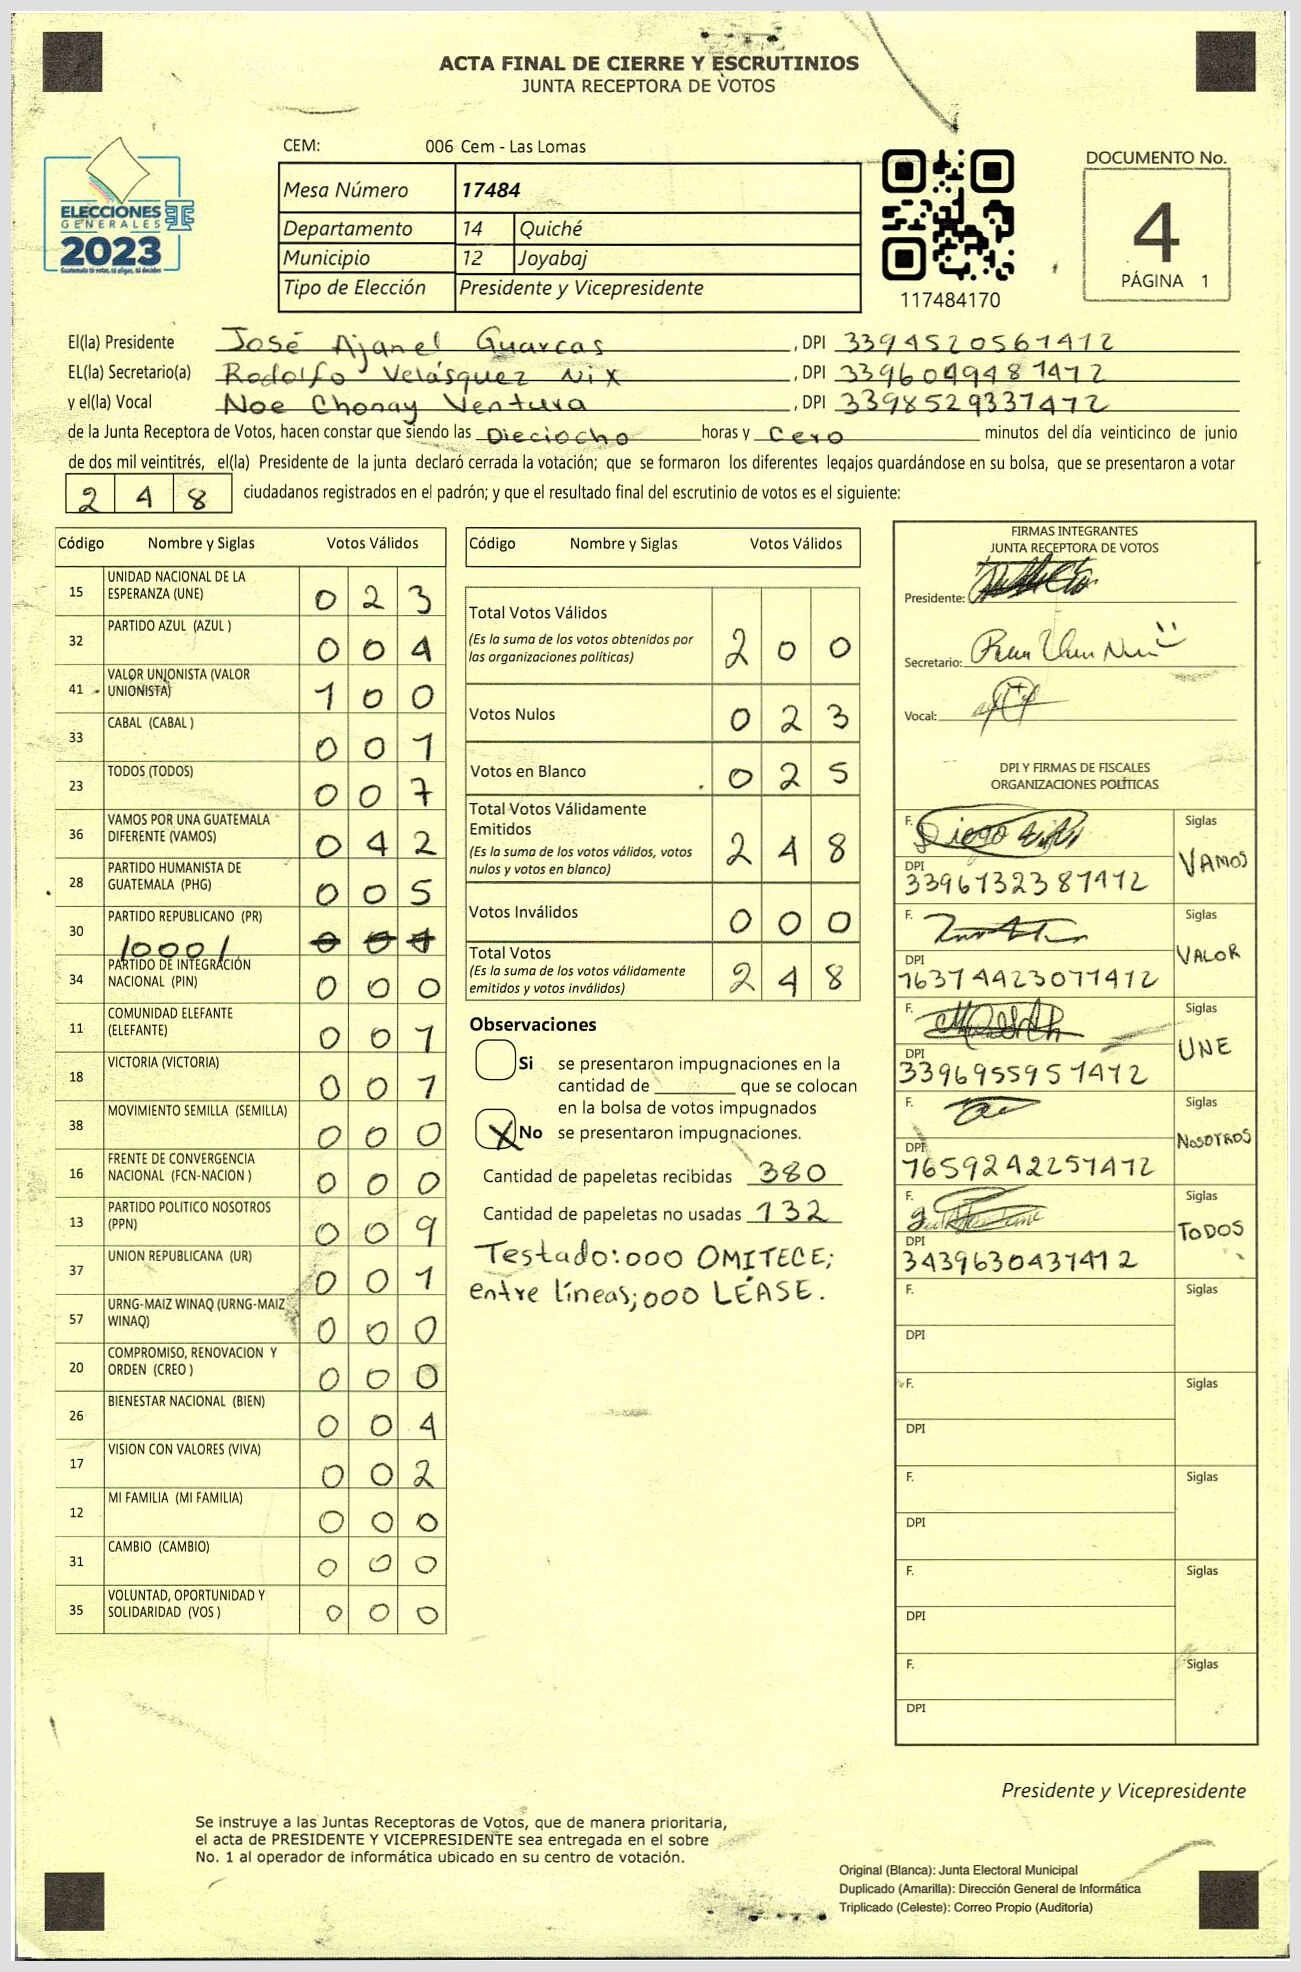 ACTA FINAL DE CIERRE Y ESCRUTINIOS
JUNTA RECEPTORA DE VOTOS
CEM: 006 Cem - Las Lomas
Mesa Número 17484
Departamento 14 Quiché
Municipio 12 Joyabaj
Tipo de Elección Presidente y Vicepresidente
ELECCIONES
GENERALES
2023
Guatemala tú votas, tú eliges, tú decides
117484170
DOCUMENTO No.
4
PÁGINA 1
El(la) Presidente José Ajanel Guarcas, DPI 3394520561412
EL(la) Secretario(a) Rodolfo Velásquez Nix, DPI 3396049481412
y el(la) Vocal Noe Chonay Ventura, DPI 3398529331412
de la Junta Receptora de Votos, hacen constar que siendo las Dieciocho horas y Cero minutos del día veinticinco de junio
de dos mil veintitrés, el(la) Presidente de la junta declaró cerrada la votación; que se formaron los diferentes legajos guardándose en su bolsa, que se presentaron a votar
248 ciudadanos registrados en el padrón; y que el resultado final del escrutinio de votos es el siguiente:
Código Nombre y Siglas Votos Válidos
15 UNIDAD NACIONAL DE LA
ESPERANZA (UNE) 0 2 3
32 PARTIDO AZUL (AZUL ) 0 0 4
41 VALOR UNIONISTA (VALOR
UNIONISTA) 1 0 0
33 CABAL (CABAL ) 0 0 1
23 TODOS (TODOS) 0 0 7
36 VAMOS POR UNA GUATEMALA
DIFERENTE (VAMOS) 0 4 2
28 PARTIDO HUMANISTA DE
GUATEMALA (PHG) 0 0 5
30 PARTIDO REPUBLICANO (PR) 0 0 1
/000/
34 PARTIDO DE INTEGRACIÓN
NACIONAL (PIN) 0 0 0
11 COMUNIDAD ELEFANTE
(ELEFANTE) 0 0 1
18 VICTORIA (VICTORIA) 0 0 1
38 MOVIMIENTO SEMILLA (SEMILLA) 0 0 0
16 FRENTE DE CONVERGENCIA
NACIONAL (FCN-NACION ) 0 0 0
13 PARTIDO POLITICO NOSOTROS
(PPN) 0 0 9
37 UNION REPUBLICANA (UR) 0 0 1
57 URNG-MAIZ WINAQ (URNG-MAIZ
WINAQ) 0 0 0
20 COMPROMISO, RENOVACION Y
ORDEN (CREO ) 0 0 0
26 BIENESTAR NACIONAL (BIEN) 0 0 4
17 VISION CON VALORES (VIVA) 0 0 2
12 MI FAMILIA (MI FAMILIA) 0 0 0
31 CAMBIO (CAMBIO) 0 0 0
35 VOLUNTAD, OPORTUNIDAD Y
SOLIDARIDAD (VOS ) 0 0 0
Código Nombre y Siglas Votos Válidos
Total Votos Válidos 2 0 0
(Es la suma de los votos obtenidos por
las organizaciones políticas)
Votos Nulos 0 2 3
Votos en Blanco 0 2 5
Total Votos Válidamente
Emitidos 2 4 8
(Es la suma de los votos válidos, votos
nulos y votos en blanco)
Votos Inválidos 0 0 0
Total Votos 2 4 8
(Es la suma de los votos válidamente
emitidos y votos inválidos)
Observaciones
Si se presentaron impugnaciones en la
cantidad de ________ que se colocan
en la bolsa de votos impugnados
X No se presentaron impugnaciones.
Cantidad de papeletas recibidas 380
Cantidad de papeletas no usadas 132
Testado:000 OMITECE;
entre líneas;000 LÉASE.
FIRMAS INTEGRANTES
JUNTA RECEPTORA DE VOTOS
Presidente:
Secretario:
Vocal:
DPI Y FIRMAS DE FISCALES
ORGANIZACIONES POLÍTICAS
F. Diego Siglas
DPI 3396132381412 VAMOS
F. Siglas
DPI 16374423071412 VALOR
F. Siglas
DPI 3396955951412 UNE
F. Siglas
DPI 1659242251412 NOSOTROS
F. Siglas
DPI 3439630431412 TODOS
F. Siglas
DPI
F. Siglas
DPI
F. Siglas
DPI
F. Siglas
DPI
F. Siglas
DPI
Presidente y Vicepresidente
Se instruye a las Juntas Receptoras de Votos, que de manera prioritaria,
el acta de PRESIDENTE Y VICEPRESIDENTE sea entregada en el sobre
No. 1 al operador de informática ubicado en su centro de votación.
Original (Blanca): Junta Electoral Municipal
Duplicado (Amarilla): Dirección General de Informática
Triplicado (Celeste): Correo Propio (Auditoria)